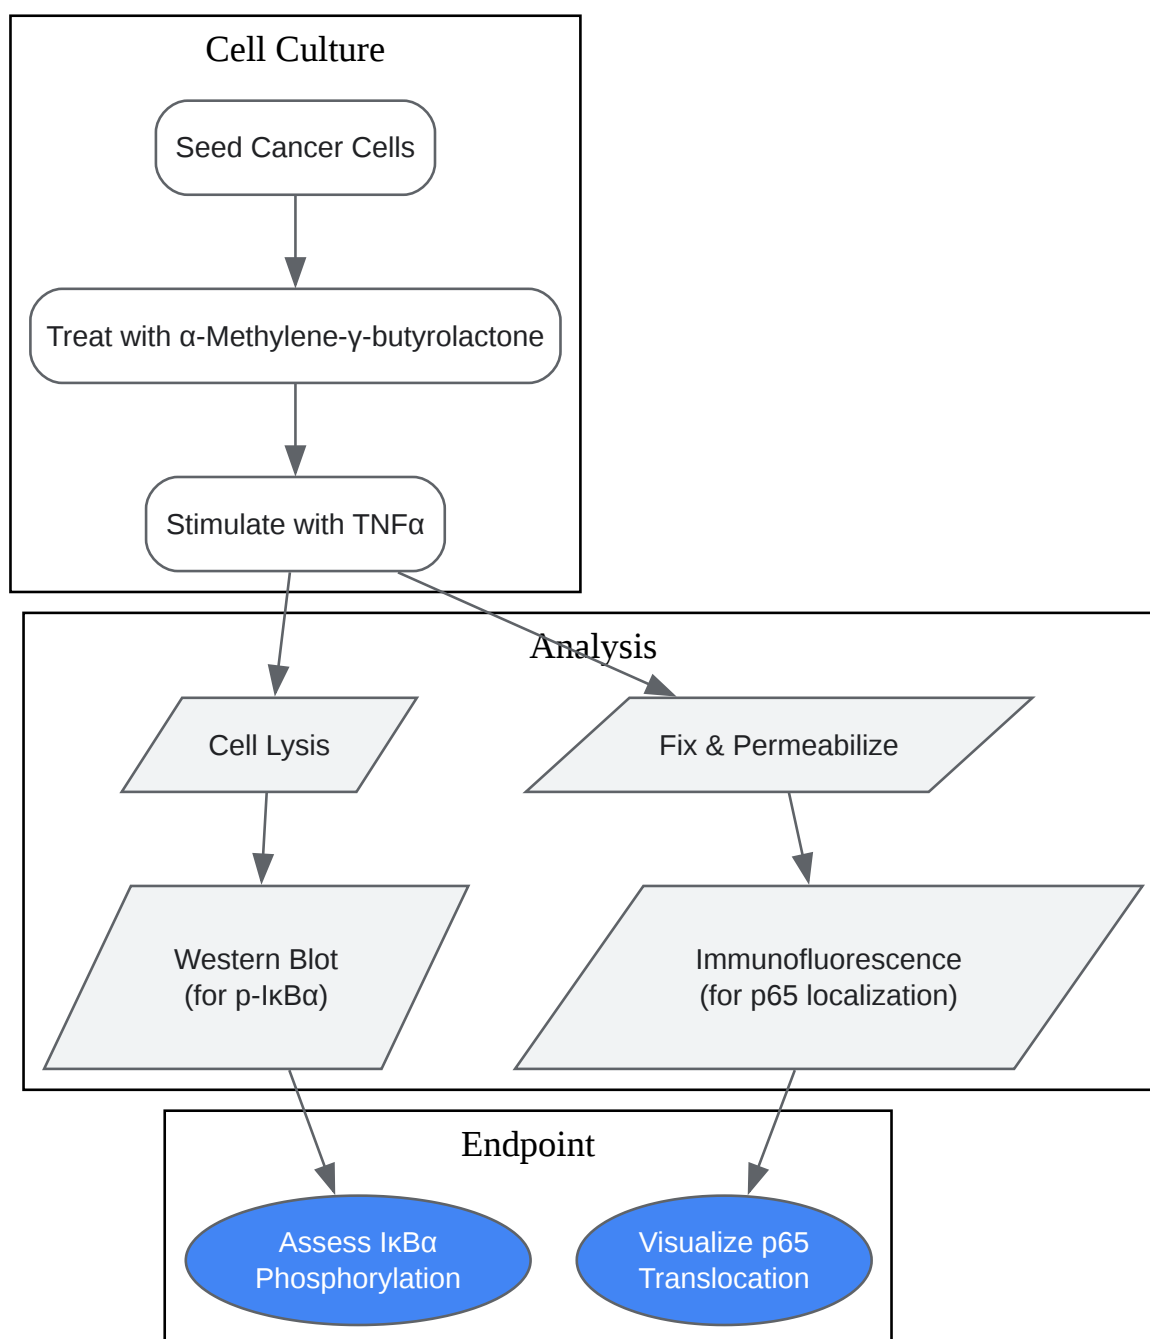 Cell Culture
Seed Cancer Cells
Treat with α-Methylene-γ-butyrolactone
Stimulate with TNFα
Analysis
Cell Lysis
Fix & Permeabilize
Western Blot
(for p-IκBα)
Immunofluorescence
(for p65 localization)
Endpoint
Assess IκBα
Phosphorylation
Visualize p65
Translocation